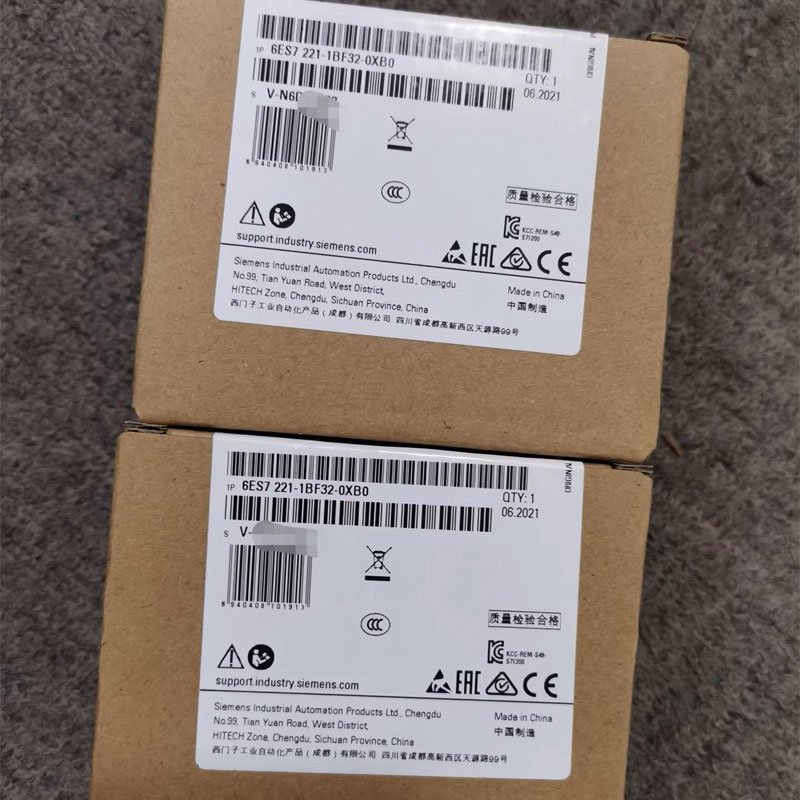 1P 6ES7 221-1BF32-0XB0
QTY: 1
06.2021
ORIGINAL
S
8 940408 101913
质量检验合格
KCC-REM-S49-
S71200
support.industry.siemens.com
EAC
CE
Siemens Industrial Automation Products Ltd., Chengdu
No.99, Tian Yuan Road, West District,
HITECH Zone, Chengdu, Sichuan Province, China
西门子工业自动化产品(成都)有限公司 四川省成都高新西区天源路99号
Made in China
中国制造
1P 6ES7 221-1BF32-0XB0
QTY: 1
06.2021
ORIGINAL
S
8 940408 101913
质量检验合格
KCC-REM-S49-
S71200
support.industry.siemens.com
EAC
CE
Siemens Industrial Automation Products Ltd., Chengdu
No.99, Tian Yuan Road, West District,
HITECH Zone, Chengdu, Sichuan Province, China
西门子工业自动化产品(成都)有限公司 四川省成都高新西区天源路99号
Made in China
中国制造